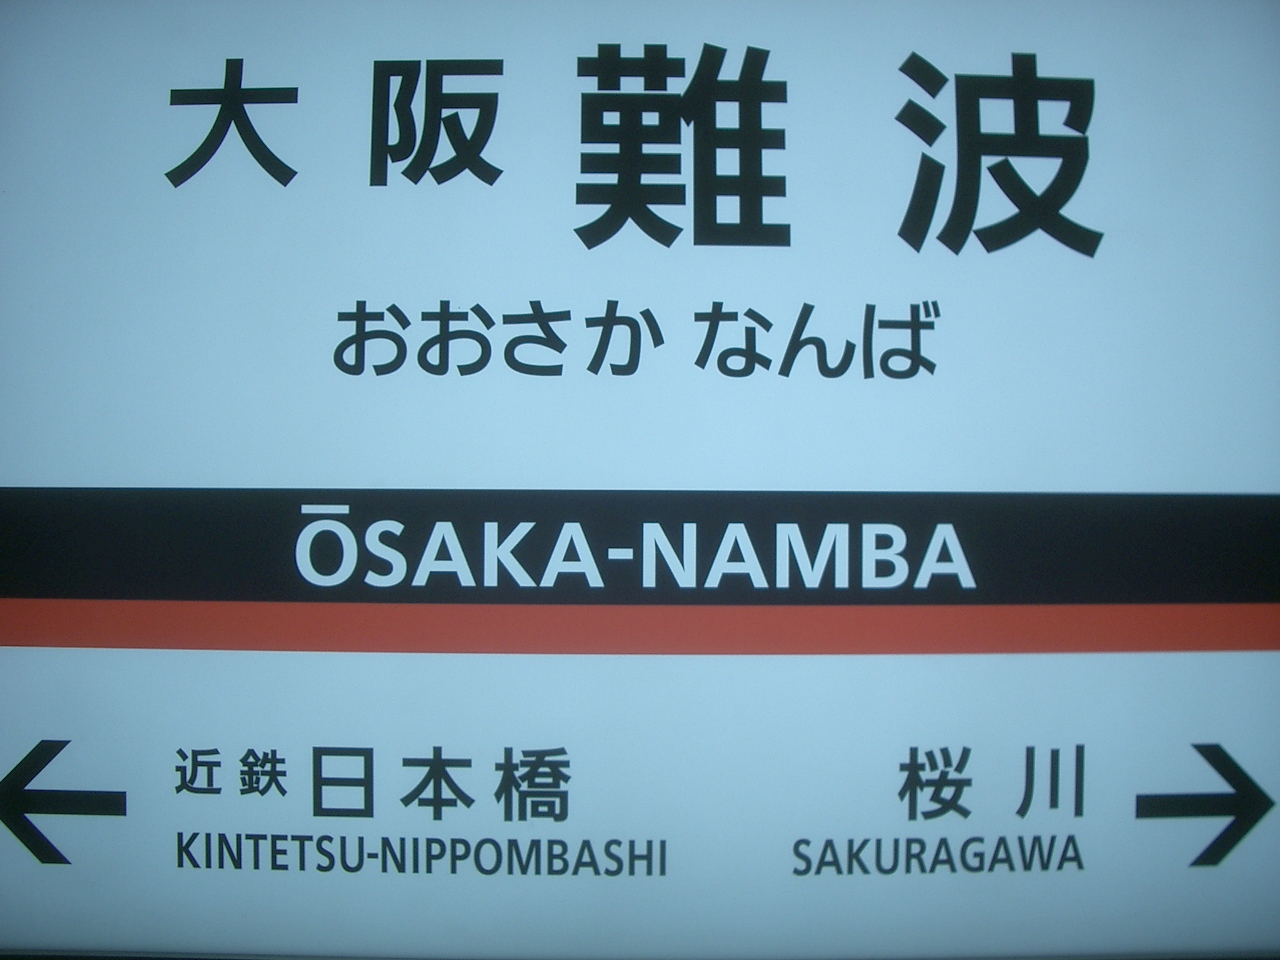 大阪難波
おおさか なんば
ŌSAKA-NAMBA
近鉄日本橋
KINTETSU-NIPPOMBASHI
桜川
SAKURAGAWA